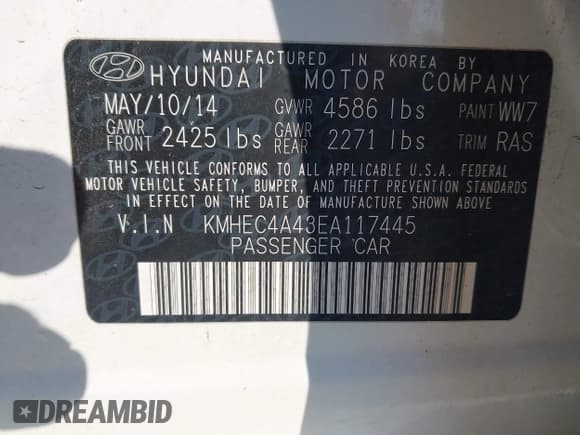 MANUFACTURED IN KOREA BY
HYUNDAI MOTOR COMPANY
MAY/10/14 GVWR 4586 lbs PAINT WW7
GAWR FRONT 2425 lbs GAWR REAR 2271 lbs TRIM RAS
THIS VEHICLE CONFORMS TO ALL APPLICABLE U.S.A. FEDERAL
MOTOR VEHICLE SAFETY, BUMPER, AND THEFT PREVENTION STANDARDS
IN EFFECT ON THE DATE OF MANUFACTURE SHOWN ABOVE
V.I.N KMHEC4A43EA117445
PASSENGER CAR
DREAMBID